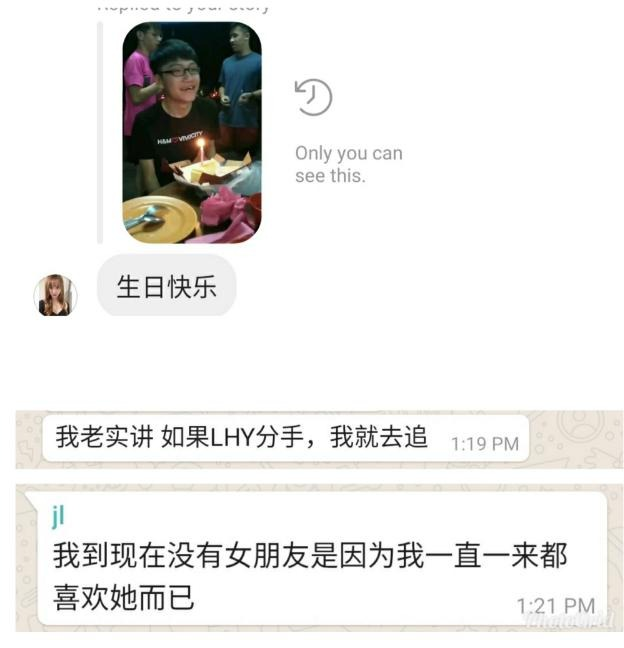 Replied to your story
H&M VIVOCITY
Only you can
see this.
生日快乐
我老实讲 如果LHY分手，我就去追 1:19 PM
jl
我到现在没有女朋友是因为我一直一来都
喜欢她而已 1:21 PM
PhotoGrid